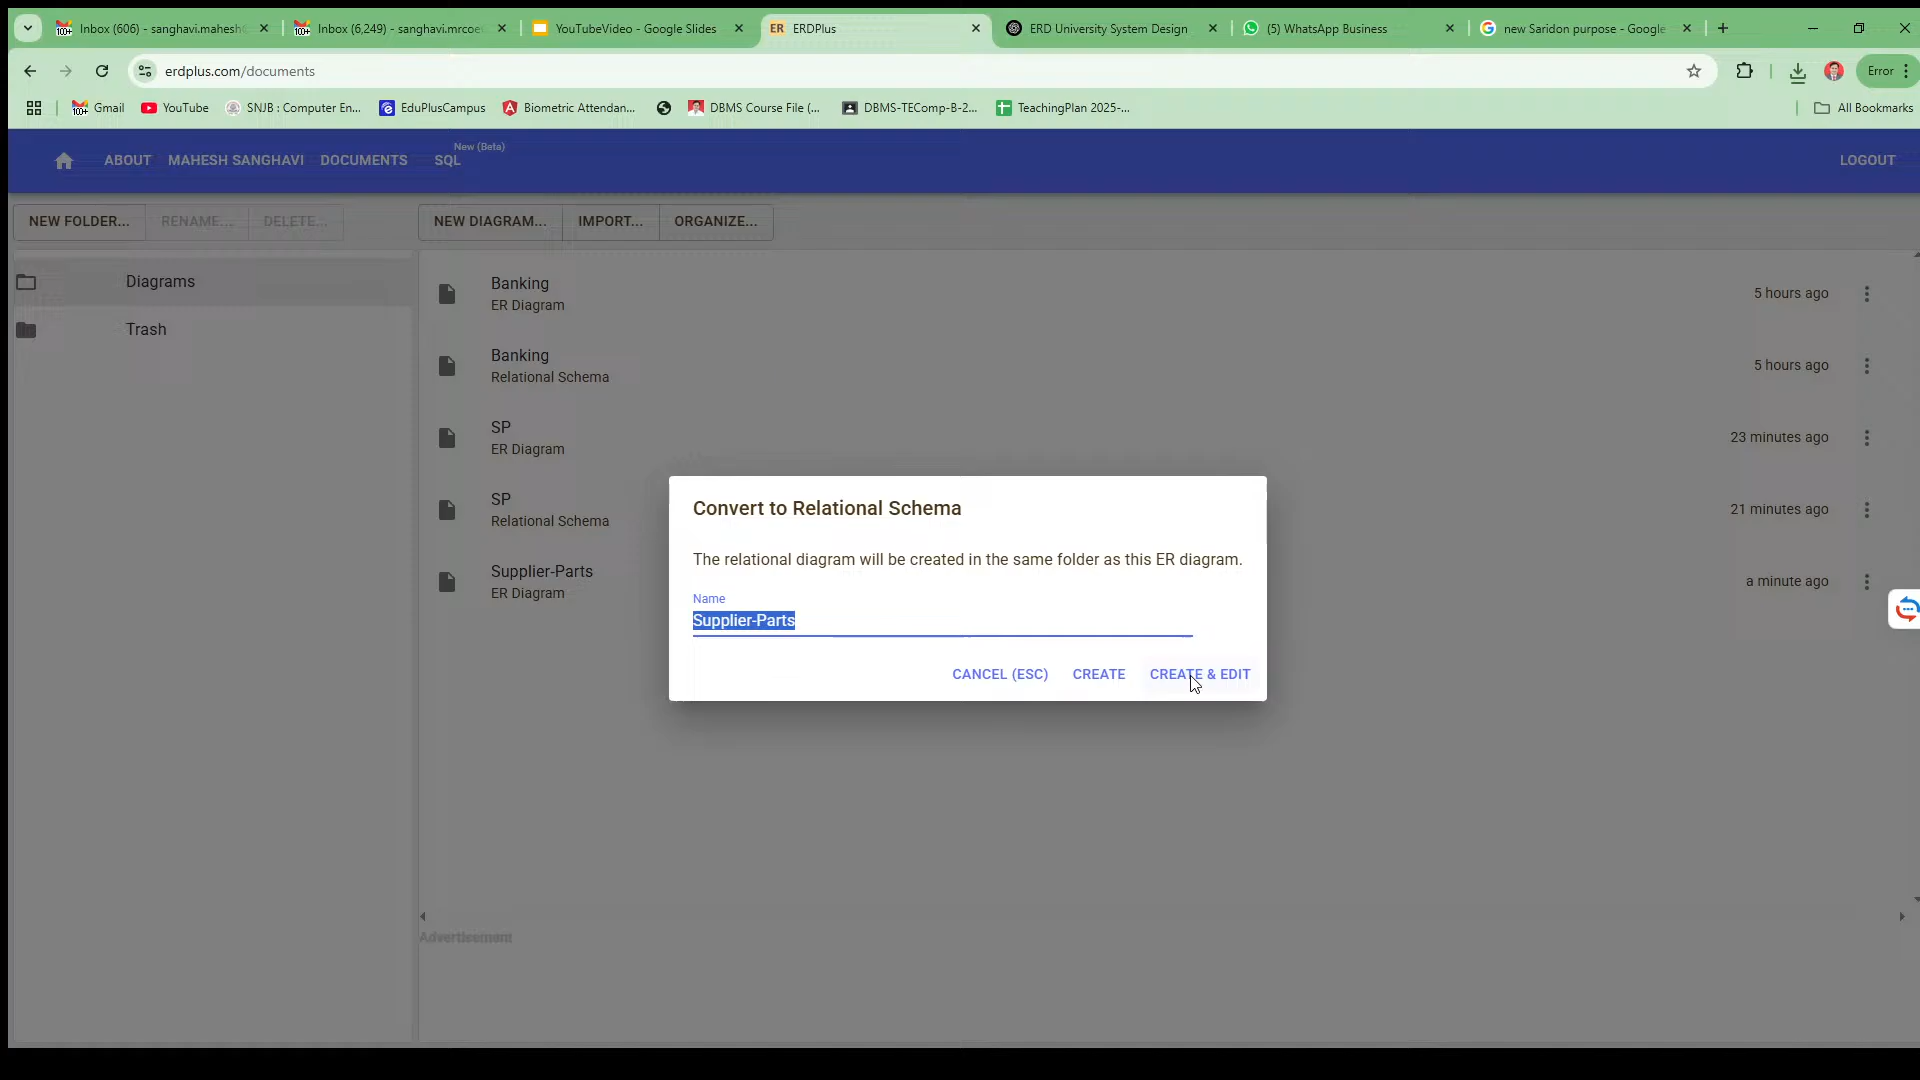 Inbox (606) - sanghavi.mahesh
Inbox (6,249) - sanghavi.mrcoe
YouTubeVideo - Google Slides
ER ERDPlus
ERD University System Design
(5) WhatsApp Business
new Saridon purpose - Google
erdplus.com/documents
Error
Gmail
YouTube
SNJB : Computer En...
EduPlusCampus
Biometric Attendan...
DBMS Course File (...
DBMS-TEComp-B-2...
TeachingPlan 2025-...
All Bookmarks
ABOUT
MAHESH SANGHAVI
DOCUMENTS
SQL
New (Beta)
LOGOUT
NEW FOLDER...
RENAME...
DELETE...
NEW DIAGRAM...
IMPORT...
ORGANIZE...
Diagrams
Trash
Banking
ER Diagram
5 hours ago
Banking
Relational Schema
5 hours ago
SP
ER Diagram
23 minutes ago
SP
Relational Schema
21 minutes ago
Supplier-Parts
ER Diagram
a minute ago
Convert to Relational Schema
The relational diagram will be created in the same folder as this ER diagram.
Name
Supplier-Parts
CANCEL (ESC)
CREATE
CREATE & EDIT
Advertisement